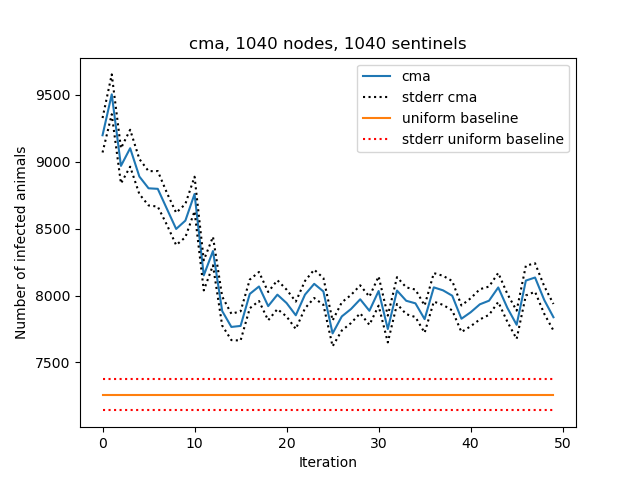 cma, 1040 nodes, 1040 sentinels
cma
stderr cma
uniform baseline
stderr uniform baseline
Number of infected animals
9500
9000
8500
8000
7500
0 10 20 30 40 50
Iteration